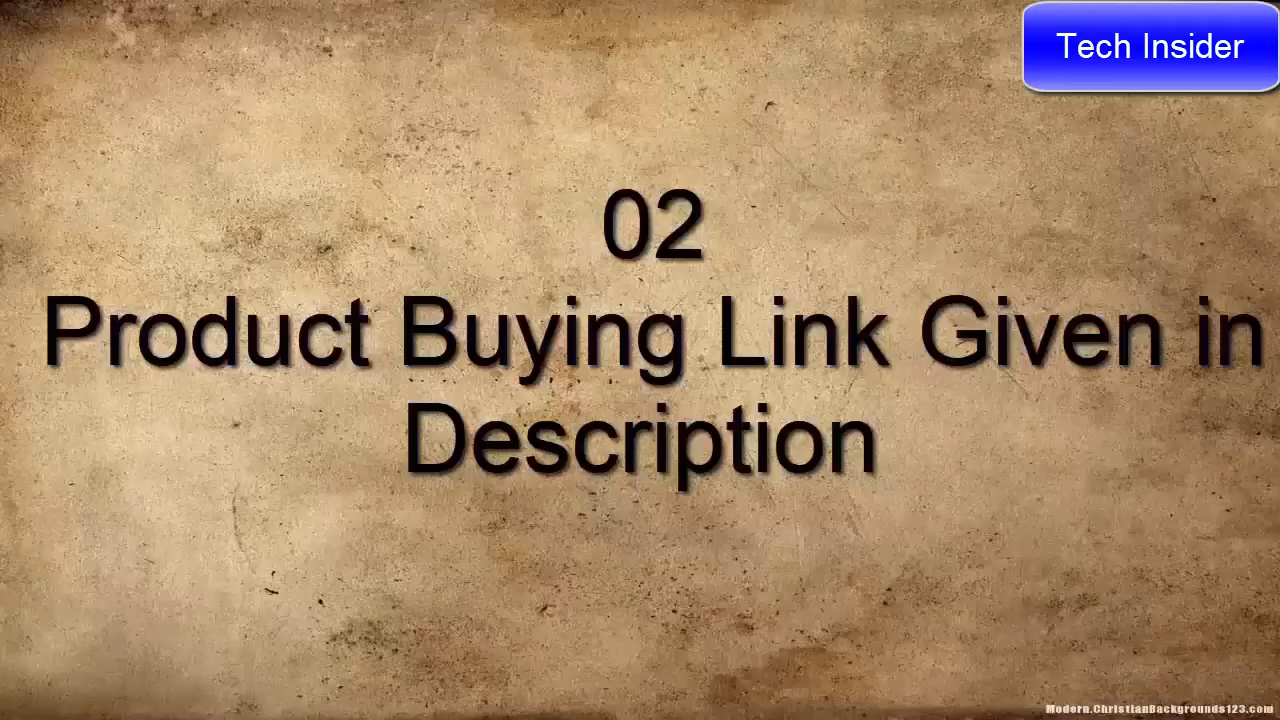 Tech Insider
02
Product Buying Link Given in
Description
Modern.ChristianBackgrounds123.com